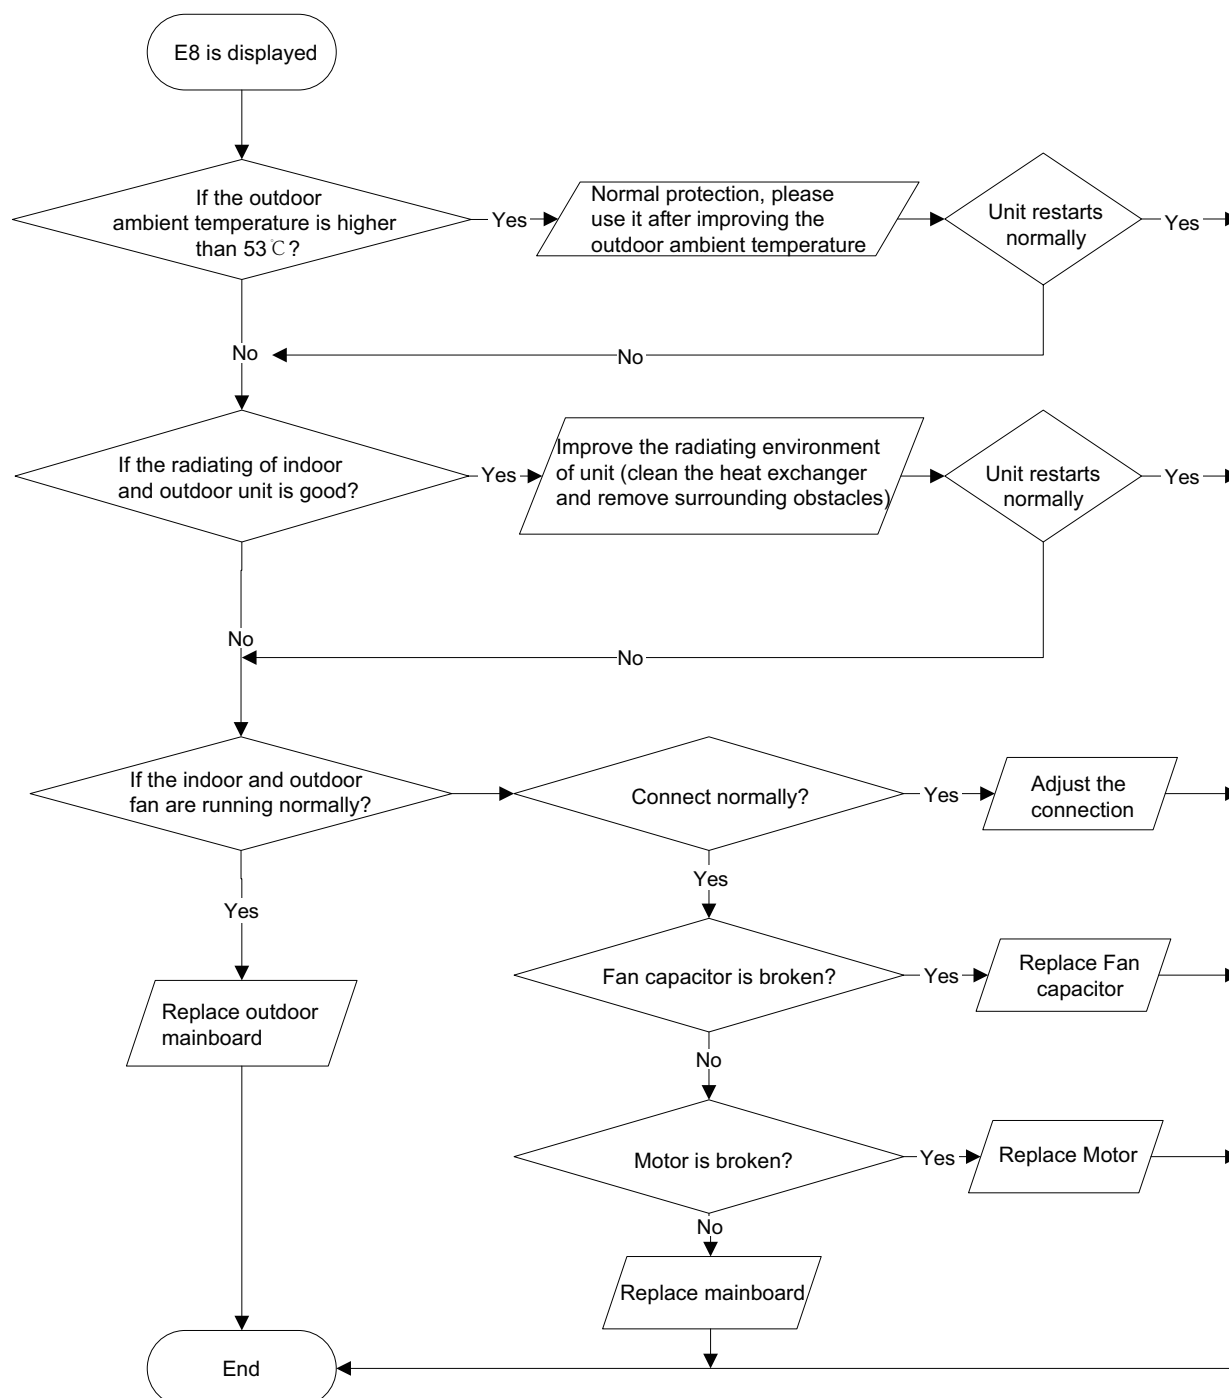 E8 is displayed
If the outdoor
ambient temperature is higher
than 53℃?
Yes
Normal protection, please
use it after improving the
outdoor ambient temperature
Unit restarts
normally
Yes
No
No
If the radiating of indoor
and outdoor unit is good?
Yes
Improve the radiating environment
of unit (clean the heat exchanger
and remove surrounding obstacles)
Unit restarts
normally
Yes
No
No
If the indoor and outdoor
fan are running normally?
Connect normally?
Yes
Adjust the
connection
Yes
Yes
Fan capacitor is broken?
Yes
Replace Fan
capacitor
Replace outdoor
mainboard
No
Motor is broken?
Yes
Replace Motor
No
Replace mainboard
End